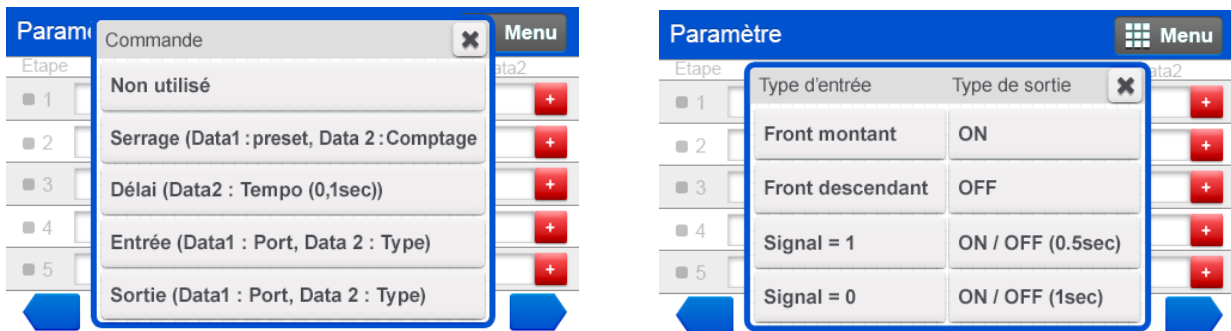 Paramè
Menu
Commande
Etape
ata2
Non utilisé
1
+
Serrage (Data1 :preset, Data 2 :Comptage
2
+
Délai (Data2 : Tempo (0,1sec))
3
+
Entrée (Data1 : Port, Data 2 : Type)
4
+
Sortie (Data1 : Port, Data 2 : Type)
5
+
Paramètre
Menu
Etape
ata2
Type d'entrée Type de sortie
1
+
Front montant ON
2
+
Front descendant OFF
3
+
Signal = 1 ON / OFF (0.5sec)
4
+
Signal = 0 ON / OFF (1sec)
5
+